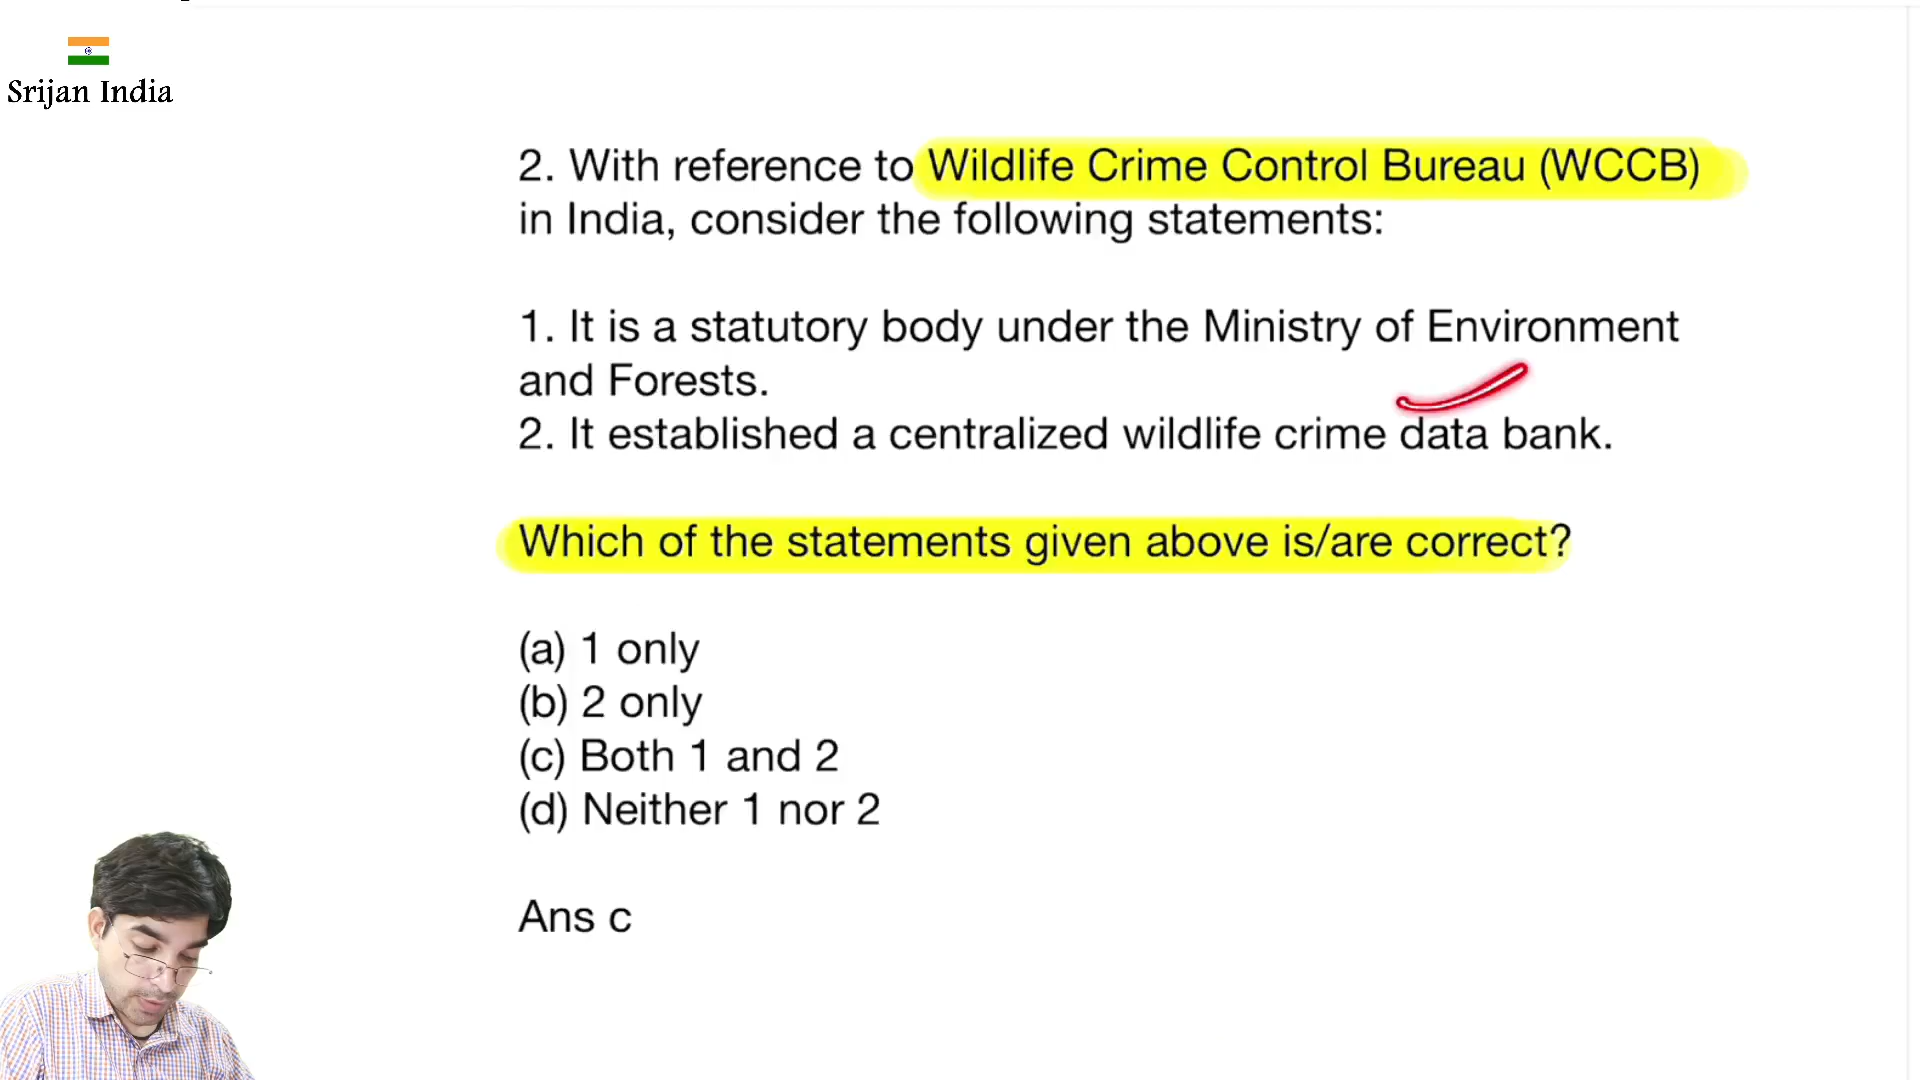 Srijan India
2. With reference to Wildlife Crime Control Bureau (WCCB)
in India, consider the following statements:
1. It is a statutory body under the Ministry of Environment
and Forests.
2. It established a centralized wildlife crime data bank.
Which of the statements given above is/are correct?
(a) 1 only
(b) 2 only
(c) Both 1 and 2
(d) Neither 1 nor 2
Ans c